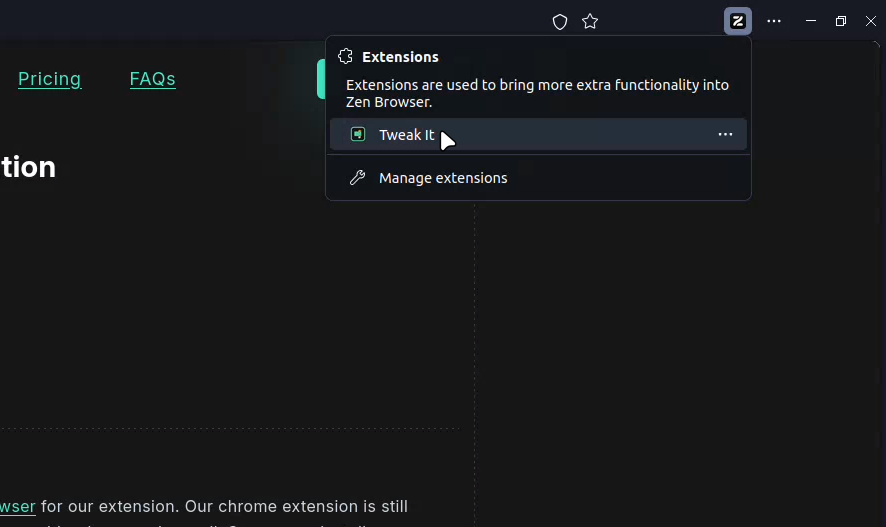 Extensions
Pricing
FAQs
Extensions are used to bring more extra functionality into
Zen Browser.
Tweak It
tion
Manage extensions
wser for our extension. Our chrome extension is still